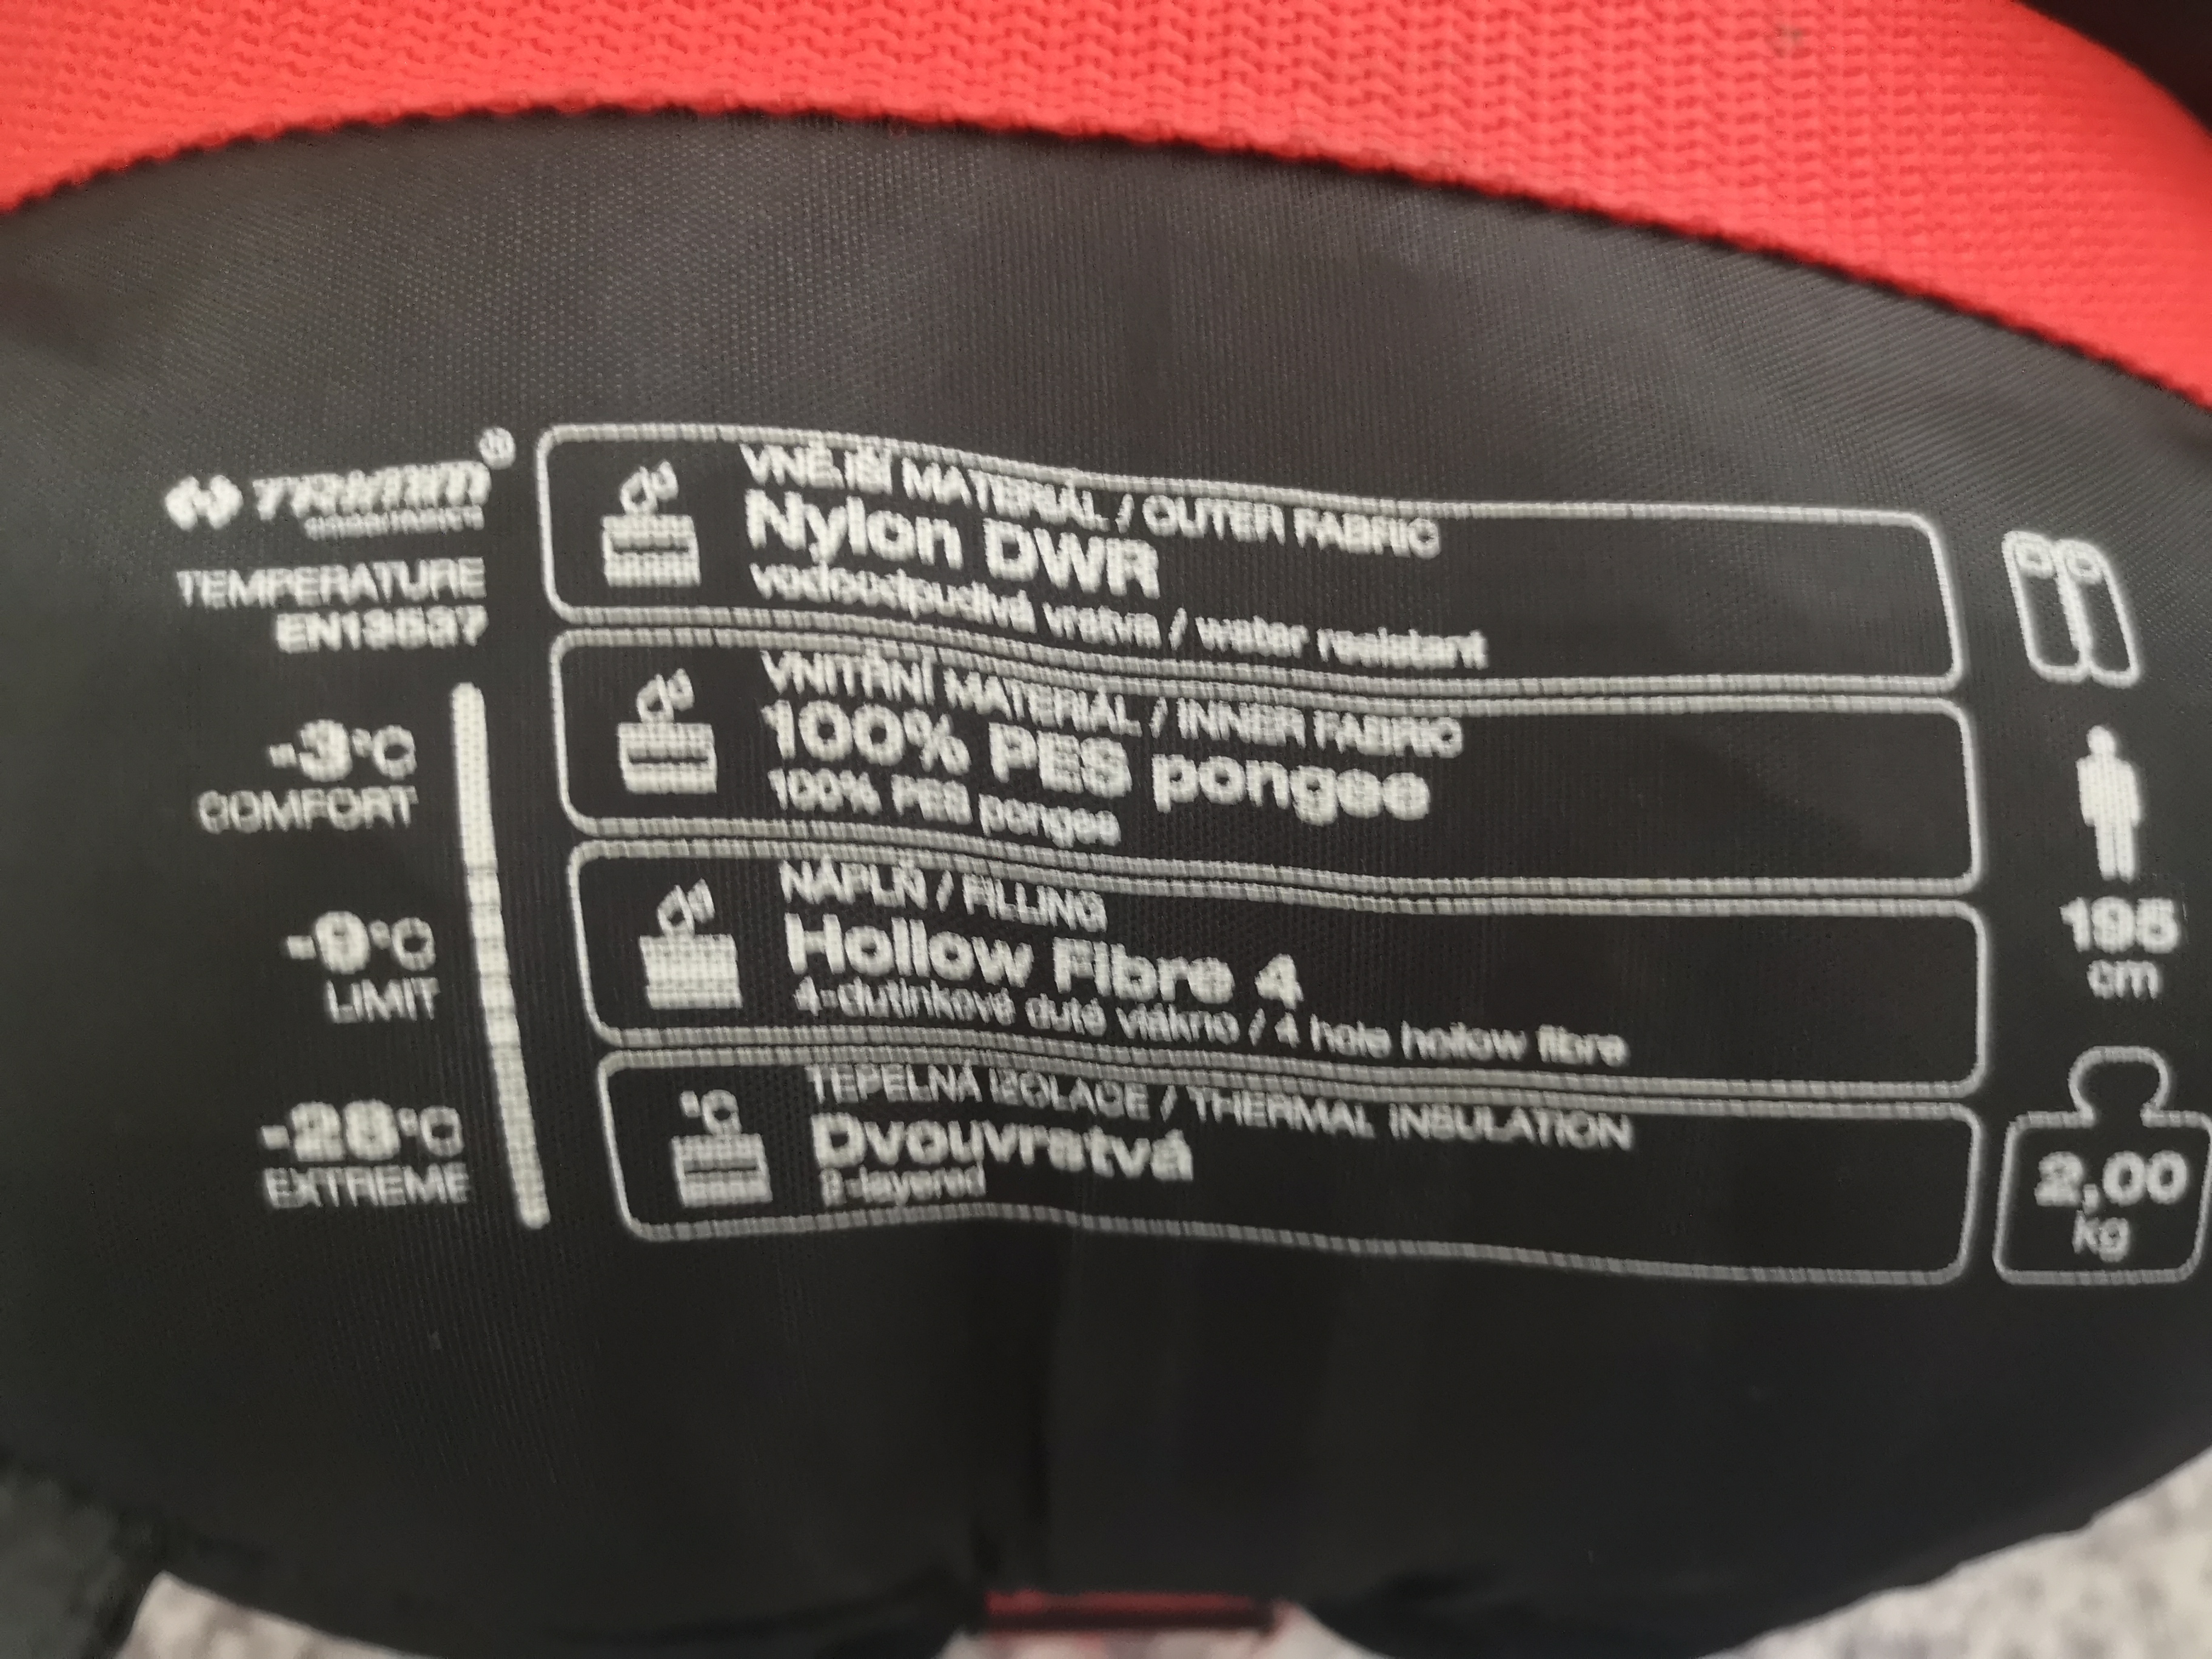 TRIMM®
TEMPERATURE
EN13537
-3°C
COMFORT
-9°C
LIMIT
-28°C
EXTREME
VNĚJŠÍ MATERIÁL / OUTER FABRIC
Nylon DWR
vodoodpudivá vrstva / water resistant
VNITŘNÍ MATERIÁL / INNER FABRIC
100% PES pongee
100% PES pongee
NÁPLŇ / FILLING
Hollow Fibre 4
4-dutinkové duté vlákno / 4 hole hollow fibre
°C
TEPELNÁ IZOLACE / THERMAL INSULATION
Dvouvrstvá
2-layered
195
cm
2,00
kg